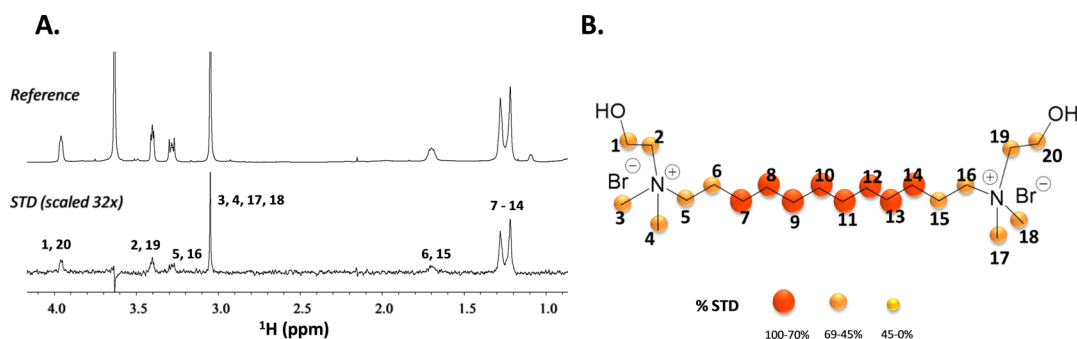 A.
Reference
STD (scaled 32x)
1, 20
2, 19
5, 16
3, 4, 17, 18
6, 15
7 - 14
4.0 3.5 3.0 2.5 2.0 1.5 1.0
¹H (ppm)
B.
HO OH
1 2 19 20
Br⁻ N⁺ 6 8 10 12 14 16 N⁺ Br⁻
3 4 5 7 9 11 13 15 17 18
% STD
100-70% 69-45% 45-0%